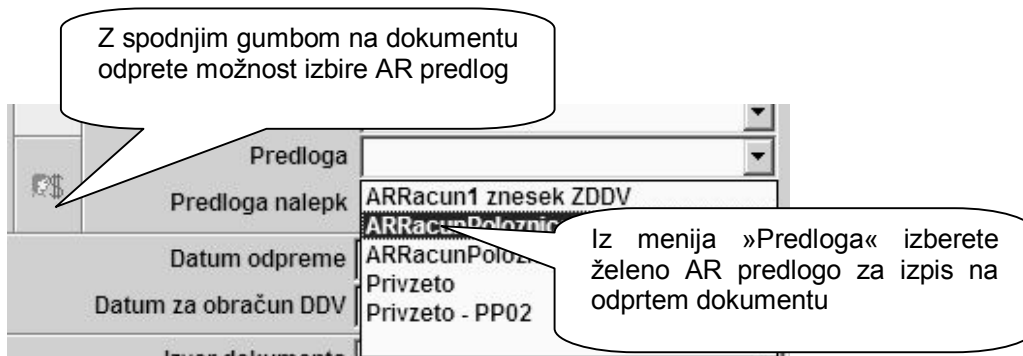 Z spodnjim gumbom na dokumentu
odprete možnost izbire AR predlog
Predloga
Predloga nalepk
ARRacun1 znesek ZDDV
Datum odpreme
Privzeto
Datum za obračun DDV
Privzeto - PP02
Iz menija »Predloga« izberete
želeno AR predlogo za izpis na
odprtem dokumentu